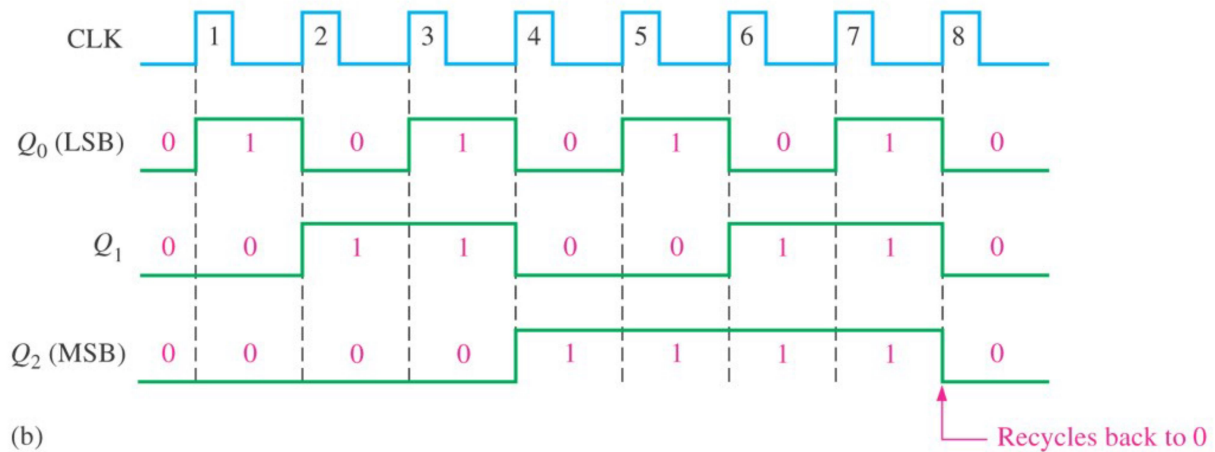 CLK 1 2 3 4 5 6 7 8
Q0 (LSB) 0 1 0 1 0 1 0 1 0
Q1 0 0 1 1 0 0 1 1 0
Q2 (MSB) 0 0 0 0 1 1 1 1 0
(b) Recycles back to 0